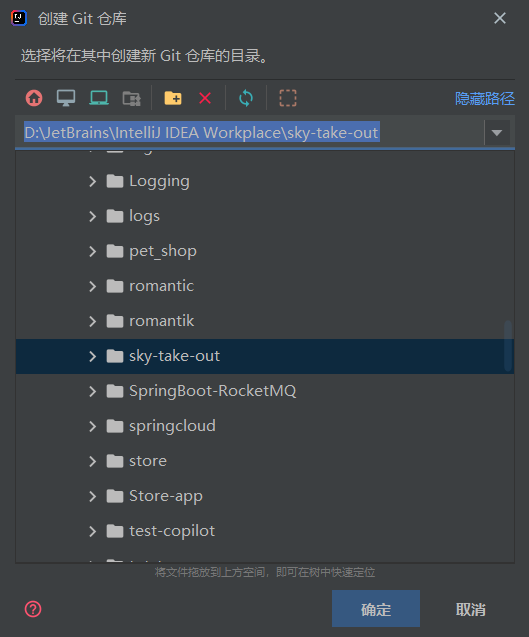 创建 Git 仓库
选择将在其中创建新 Git 仓库的目录。
隐藏路径
D:\JetBrains\IntelliJ IDEA Workplace\sky-take-out
Logging
logs
pet_shop
romantic
romantik
sky-take-out
SpringBoot-RocketMQ
springcloud
store
Store-app
test-copilot
将文件拖放到上方空间，即可在树中快速定位
确定
取消